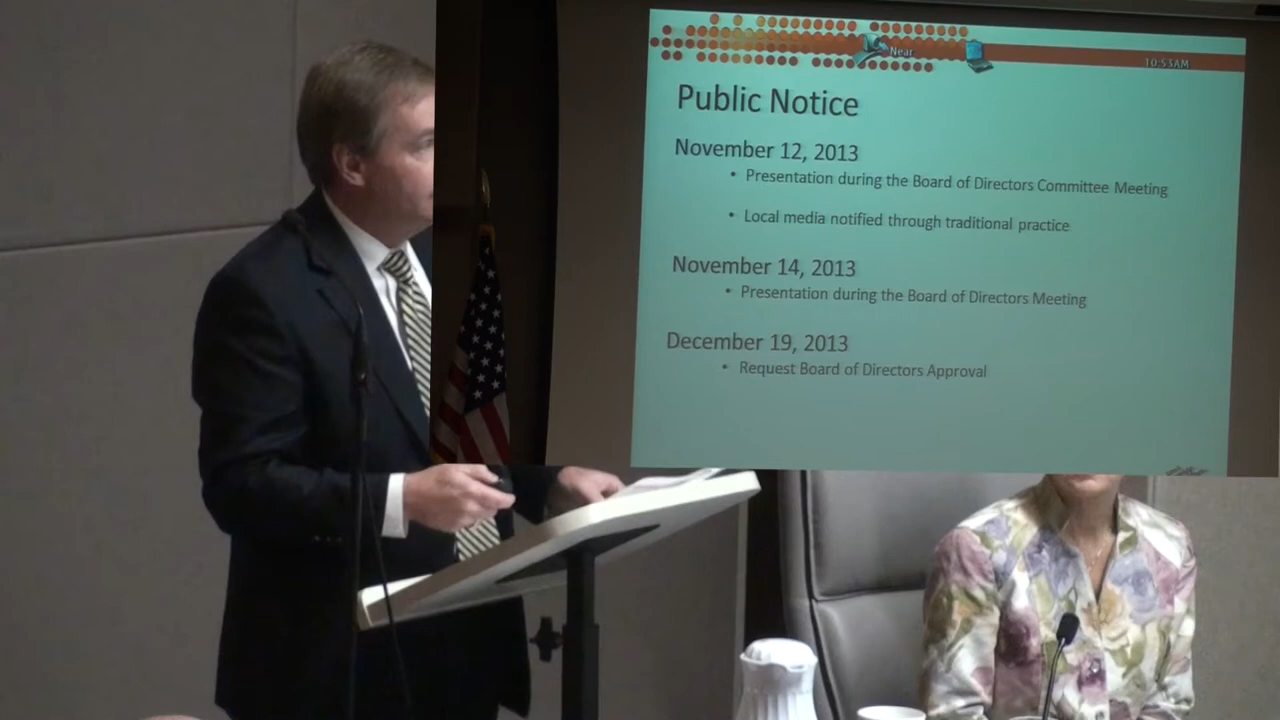 Near
10:53AM
Public Notice
November 12, 2013
• Presentation during the Board of Directors Committee Meeting
• Local media notified through traditional practice
November 14, 2013
• Presentation during the Board of Directors Meeting
December 19, 2013
• Request Board of Directors Approval